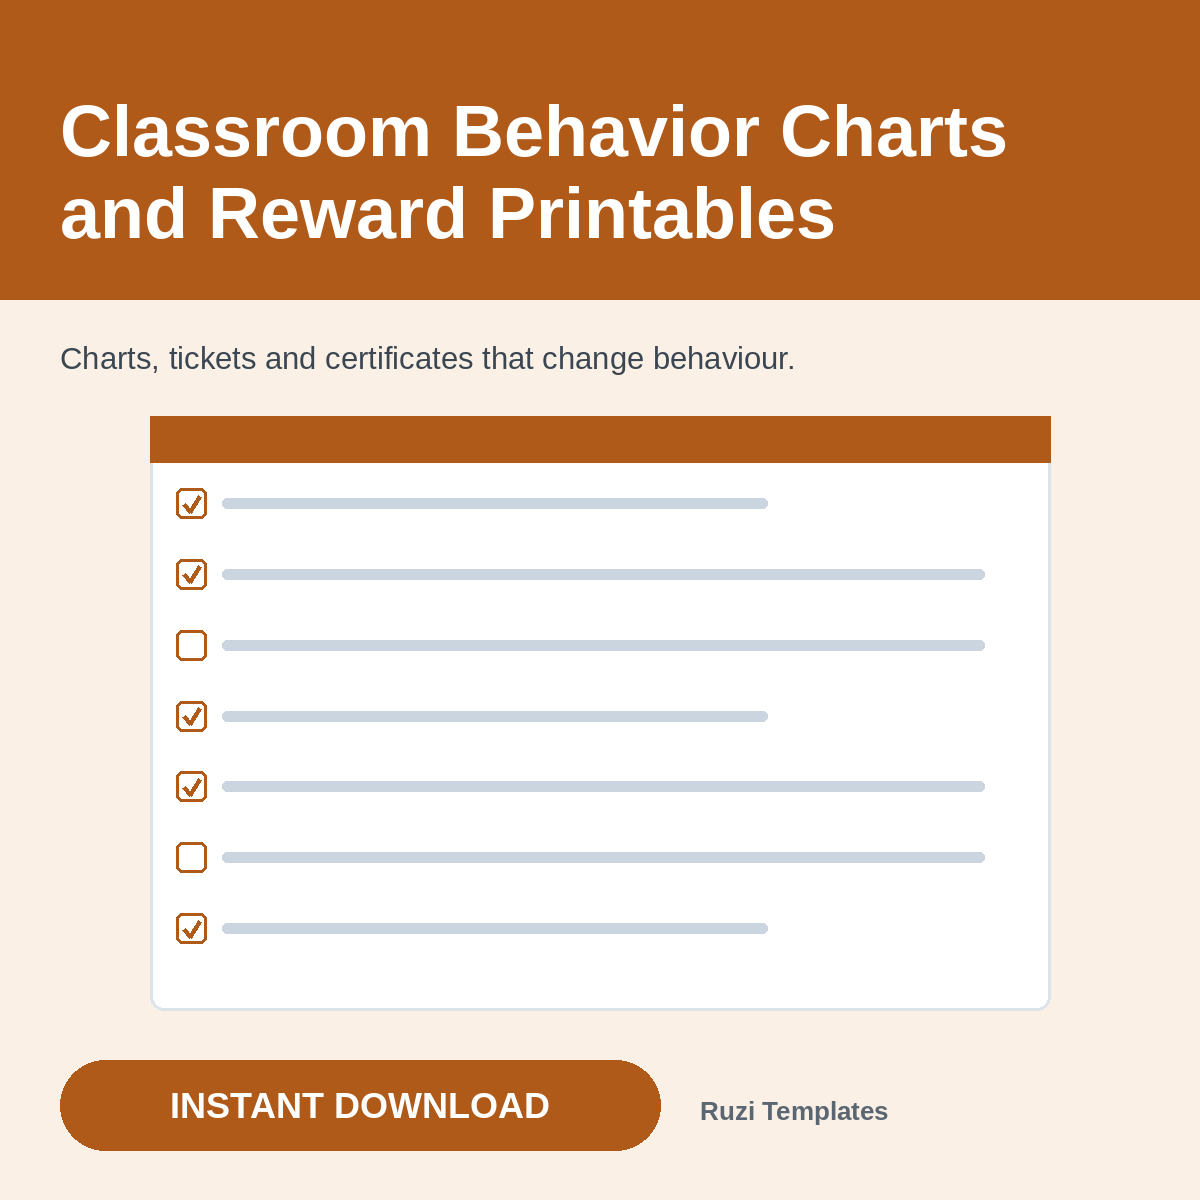 Classroom Behavior Charts
and Reward Printables
Charts, tickets and certificates that change behaviour.
INSTANT DOWNLOAD
Ruzi Templates